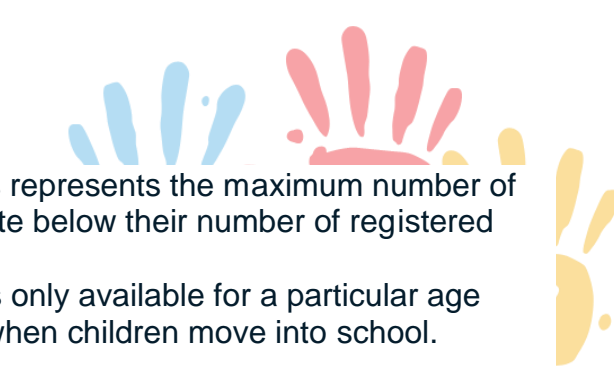 represents the maximum number of
below their number of registered
only available for a particular age
when children move into school.